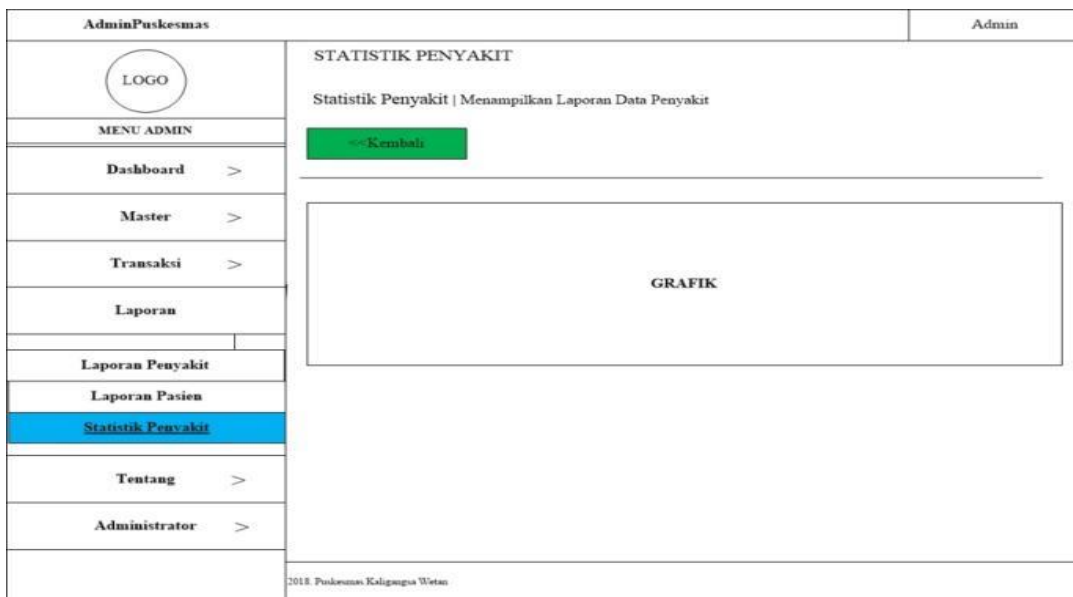 AdminPuskesmas
Admin
LOGO
MENU ADMIN
Dashboard >
Master >
Transaksi >
Laporan
Laporan Penyakit
Laporan Pasien
Statistik Penyakit
Tentang >
Administrator >
STATISTIK PENYAKIT
Statistik Penyakit | Menampilkan Laporan Data Penyakit
<<Kembali
GRAFIK
2018. Puskesmas Kaligangsa Wetan